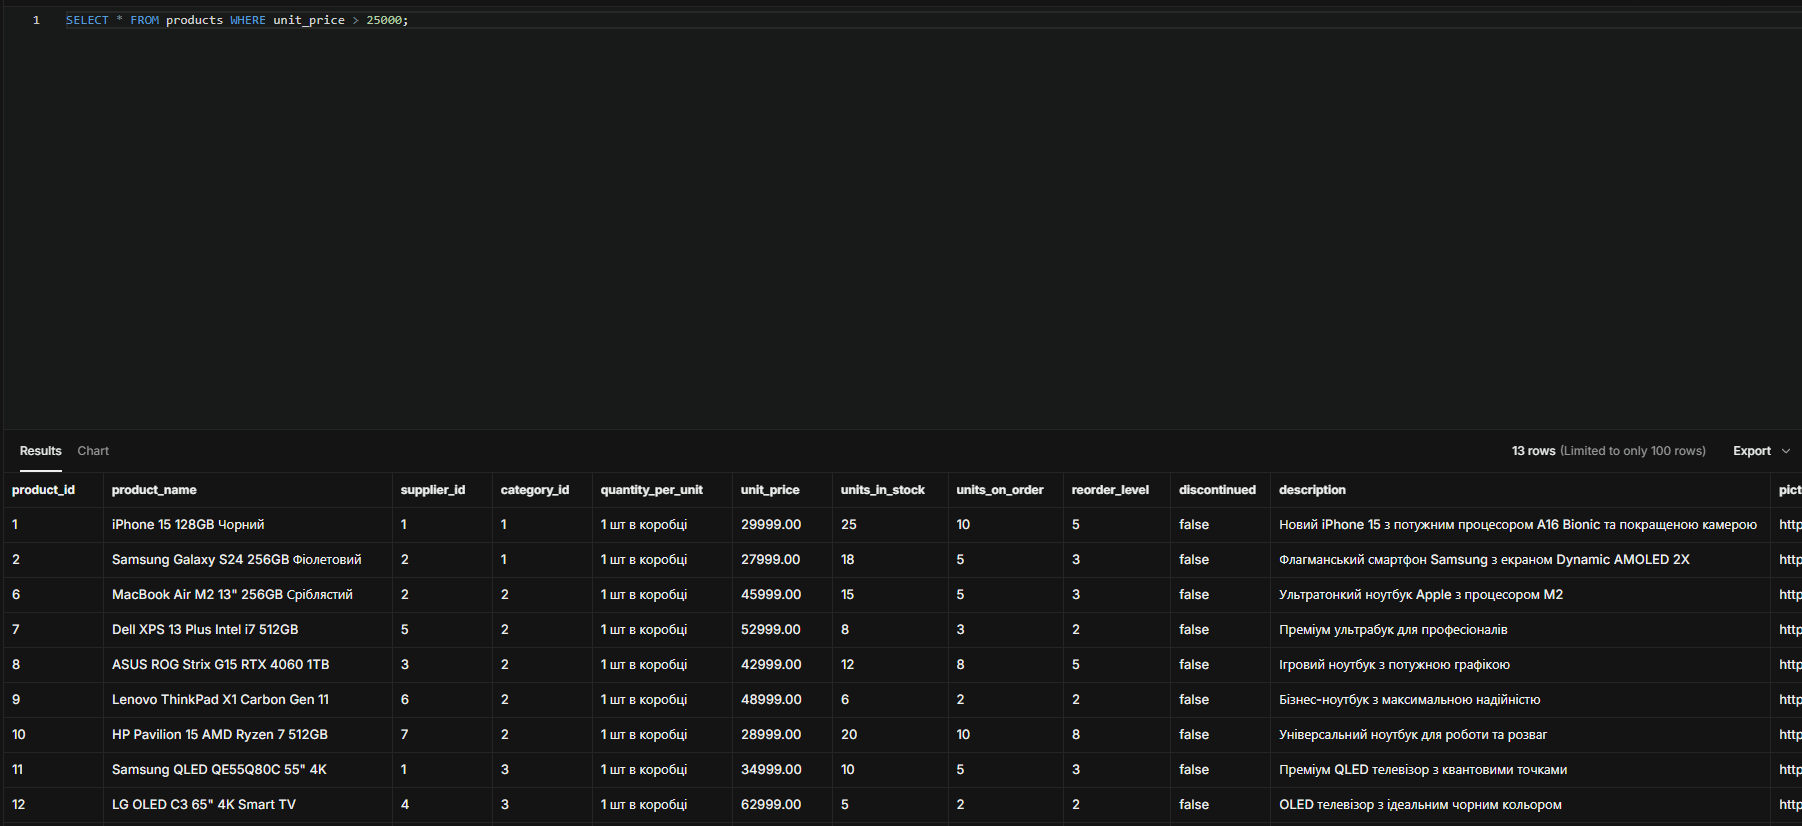 1 SELECT * FROM products WHERE unit_price > 25000;
Results Chart 13 rows (Limited to only 100 rows) Export
product_id product_name supplier_id category_id quantity_per_unit unit_price units_in_stock units_on_order reorder_level discontinued description pict
1 iPhone 15 128GB Чорний 1 1 1 шт в коробці 29999.00 25 10 5 false Новий iPhone 15 з потужним процесором A16 Bionic та покращеною камерою http
2 Samsung Galaxy S24 256GB Фіолетовий 2 1 1 шт в коробці 27999.00 18 5 3 false Флагманський смартфон Samsung з екраном Dynamic AMOLED 2X http
6 MacBook Air M2 13" 256GB Сріблястий 2 2 1 шт в коробці 45999.00 15 5 3 false Ультратонкий ноутбук Apple з процесором M2 http
7 Dell XPS 13 Plus Intel i7 512GB 5 2 1 шт в коробці 52999.00 8 3 2 false Преміум ультрабук для професіоналів http
8 ASUS ROG Strix G15 RTX 4060 1TB 3 2 1 шт в коробці 42999.00 12 8 5 false Ігровий ноутбук з потужною графікою http
9 Lenovo ThinkPad X1 Carbon Gen 11 6 2 1 шт в коробці 48999.00 6 2 2 false Бізнес-ноутбук з максимальною надійністю http
10 HP Pavilion 15 AMD Ryzen 7 512GB 7 2 1 шт в коробці 28999.00 20 10 8 false Універсальний ноутбук для роботи та розваг http
11 Samsung QLED QE55Q80C 55" 4K 1 3 1 шт в коробці 34999.00 10 5 3 false Преміум QLED телевізор з квантовими точками http
12 LG OLED C3 65" 4K Smart TV 4 3 1 шт в коробці 62999.00 5 2 2 false OLED телевізор з ідеальним чорним кольором http